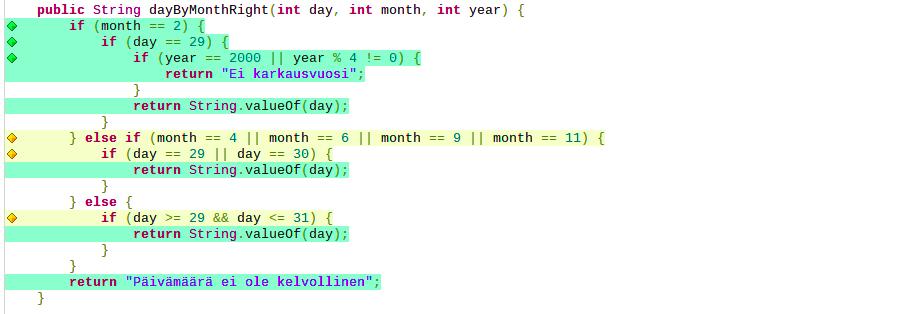 public String dayByMonthRight(int day, int month, int year) {
if (month == 2) {
if (day == 29) {
if (year == 2000 || year % 4 != 0) {
return "Ei karkausvuosi";
}
return String.valueOf(day);
}
} else if (month == 4 || month == 6 || month == 9 || month == 11) {
if (day == 29 || day == 30) {
return String.valueOf(day);
}
} else {
if (day >= 29 && day <= 31) {
return String.valueOf(day);
}
}
return "Päivämäärä ei ole kelvollinen";
}